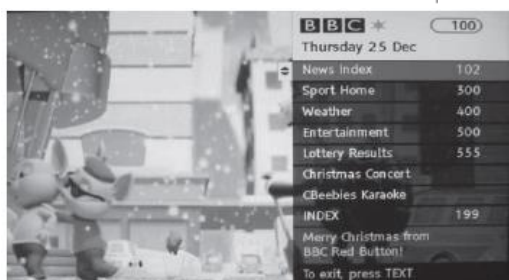 BBC 100
Thursday 25 Dec
News Index 102
Sport Home 300
Weather 400
Entertainment 500
Lottery Results 555
Christmas Concert
CBeebies Karaoke
INDEX 199
Merry Christmas from
BBC Red Button!
To exit, press TEXT